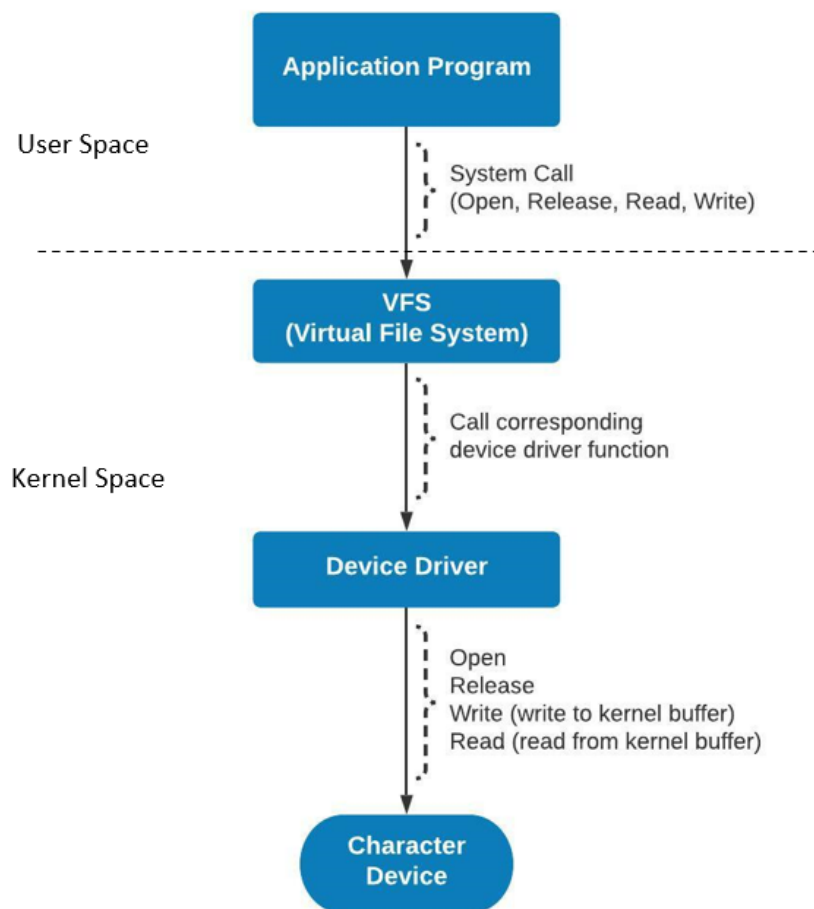 Application Program
User Space
System Call
(Open, Release, Read, Write)
VFS
(Virtual File System)
Call corresponding
device driver function
Kernel Space
Device Driver
Open
Release
Write (write to kernel buffer)
Read (read from kernel buffer)
Character
Device